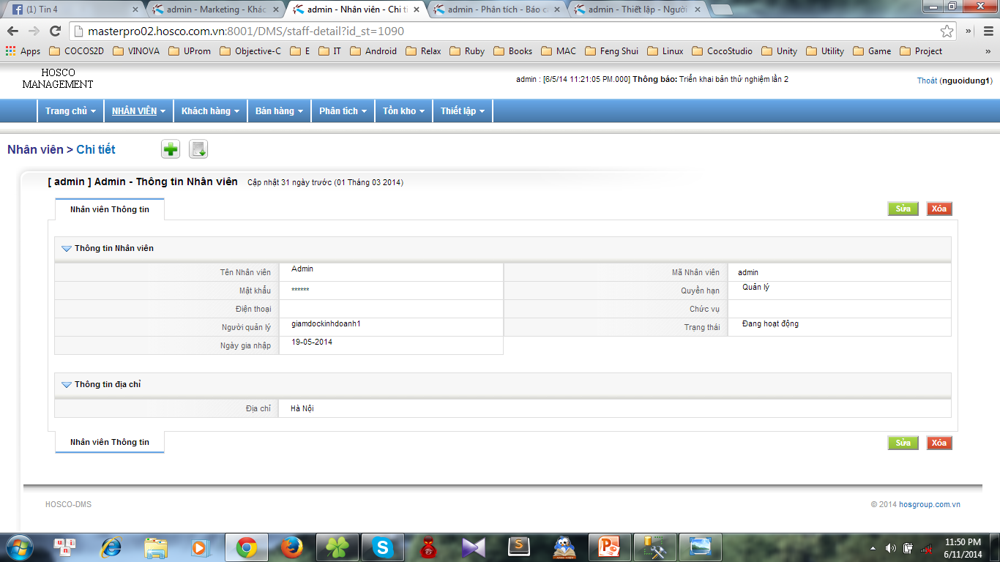 (1) Tin 4
admin - Marketing - Khác
admin - Nhân viên - Chi ti
admin - Phân tích - Báo c
admin - Thiết lập - Người
masterpro02.hosco.com.vn:8001/DMS/staff-detail?id_st=1090
»
Apps COCOS2D VINOVA UProm Objective-C E IT Android Relax Ruby Books MAC Feng Shui Linux CocoStudio Unity Utility Game Project »
HOSCO
MANAGEMENT
admin : [6/5/14 11:21:05 PM.000] Thông báo: Triển khai bản thử nghiệm lần 2
Thoát (nguoidung1)
Trang chủ NHÂN VIÊN Khách hàng Bán hàng Phân tích Tồn kho Thiết lập
Nhân viên > Chi tiết
[ admin ] Admin - Thông tin Nhân viên Cập nhật 31 ngày trước (01 Tháng 03 2014)
Nhân viên Thông tin Sửa Xóa
Thông tin Nhân viên
Tên Nhân viên Admin Mã Nhân viên admin
Mật khẩu ****** Quyền hạn Quản lý
Điện thoại Chức vụ
Người quản lý giamdockinhdoanh1 Trạng thái Đang hoạt động
Ngày gia nhập 19-05-2014
Thông tin địa chỉ
Địa chỉ Hà Nội
Nhân viên Thông tin Sửa Xóa
HOSCO-DMS © 2014 hosgroup.com.vn
11:50 PM
6/11/2014